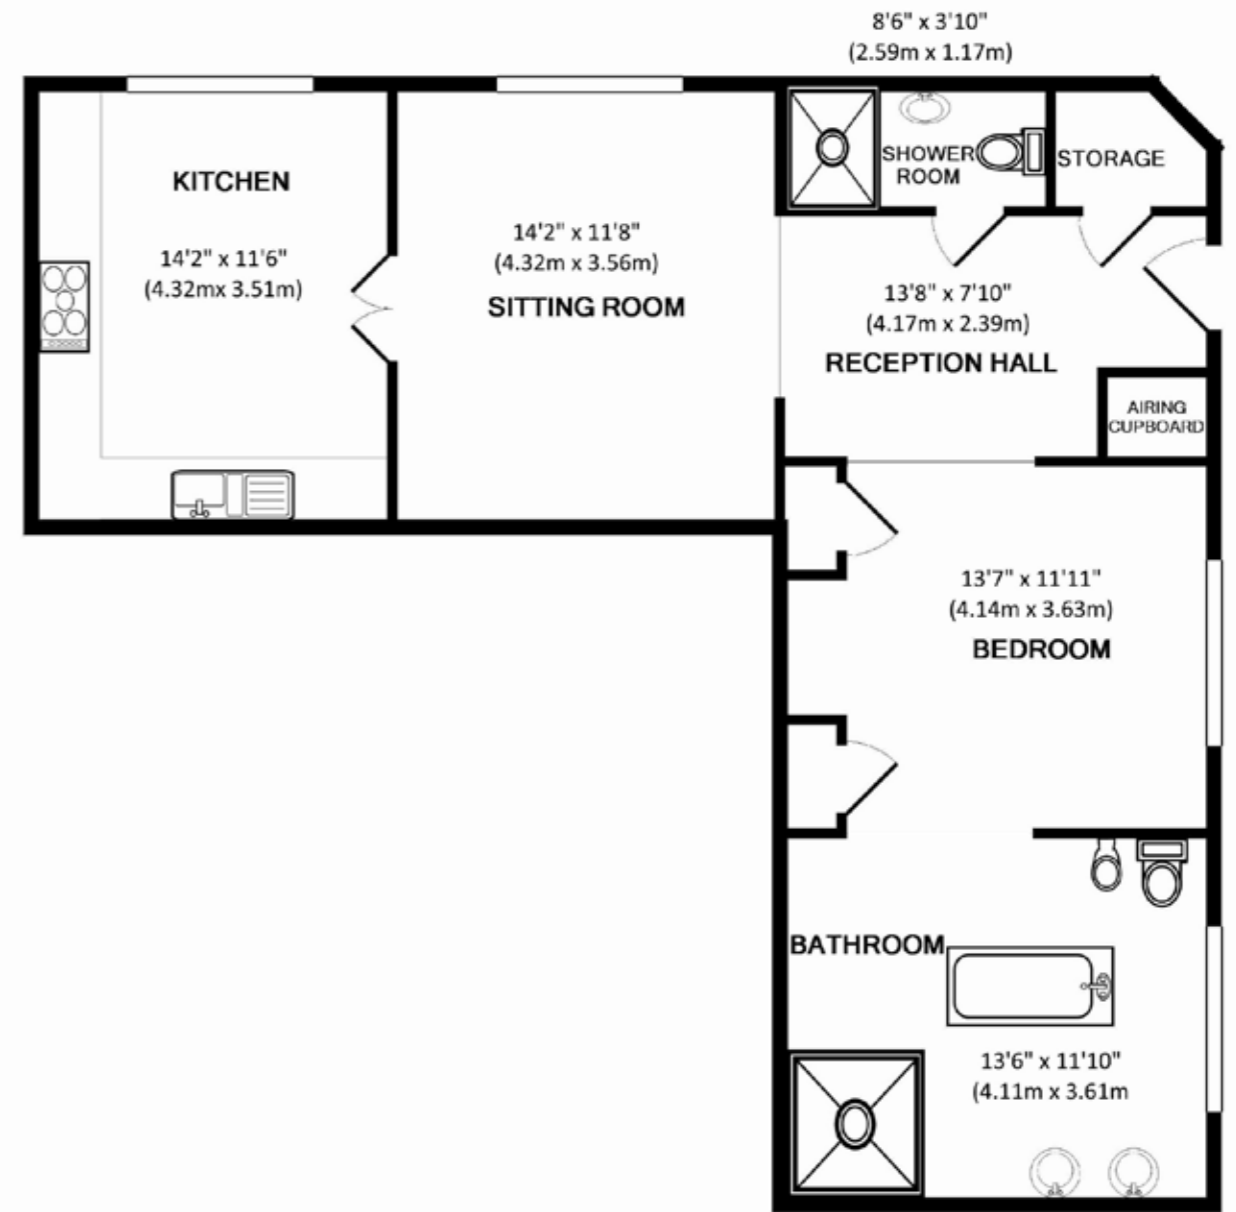 8'6" x 3'10"
(2.59m x 1.17m)
KITCHEN
14'2" x 11'6"
(4.32mx 3.51m)
14'2" x 11'8"
(4.32m x 3.56m)
SITTING ROOM
SHOWER
ROOM
STORAGE
13'8" x 7'10"
(4.17m x 2.39m)
RECEPTION HALL
AIRING
CUPBOARD
13'7" x 11'11"
(4.14m x 3.63m)
BEDROOM
BATHROOM
13'6" x 11'10"
(4.11m x 3.61m